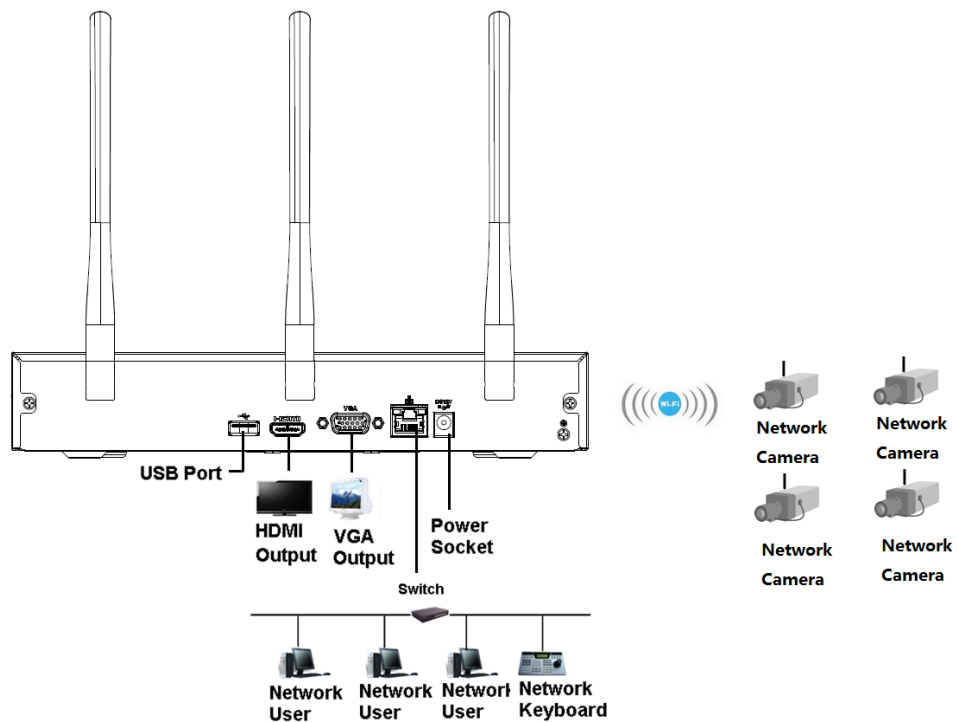 HDMI
VGA
USB Port
HDMI
Output
VGA
Output
Power
Socket
Switch
Network
User
Network
User
Network
User
Network
Keyboard
Wi-Fi
Network
Camera
Network
Camera
Network
Camera
Network
Camera